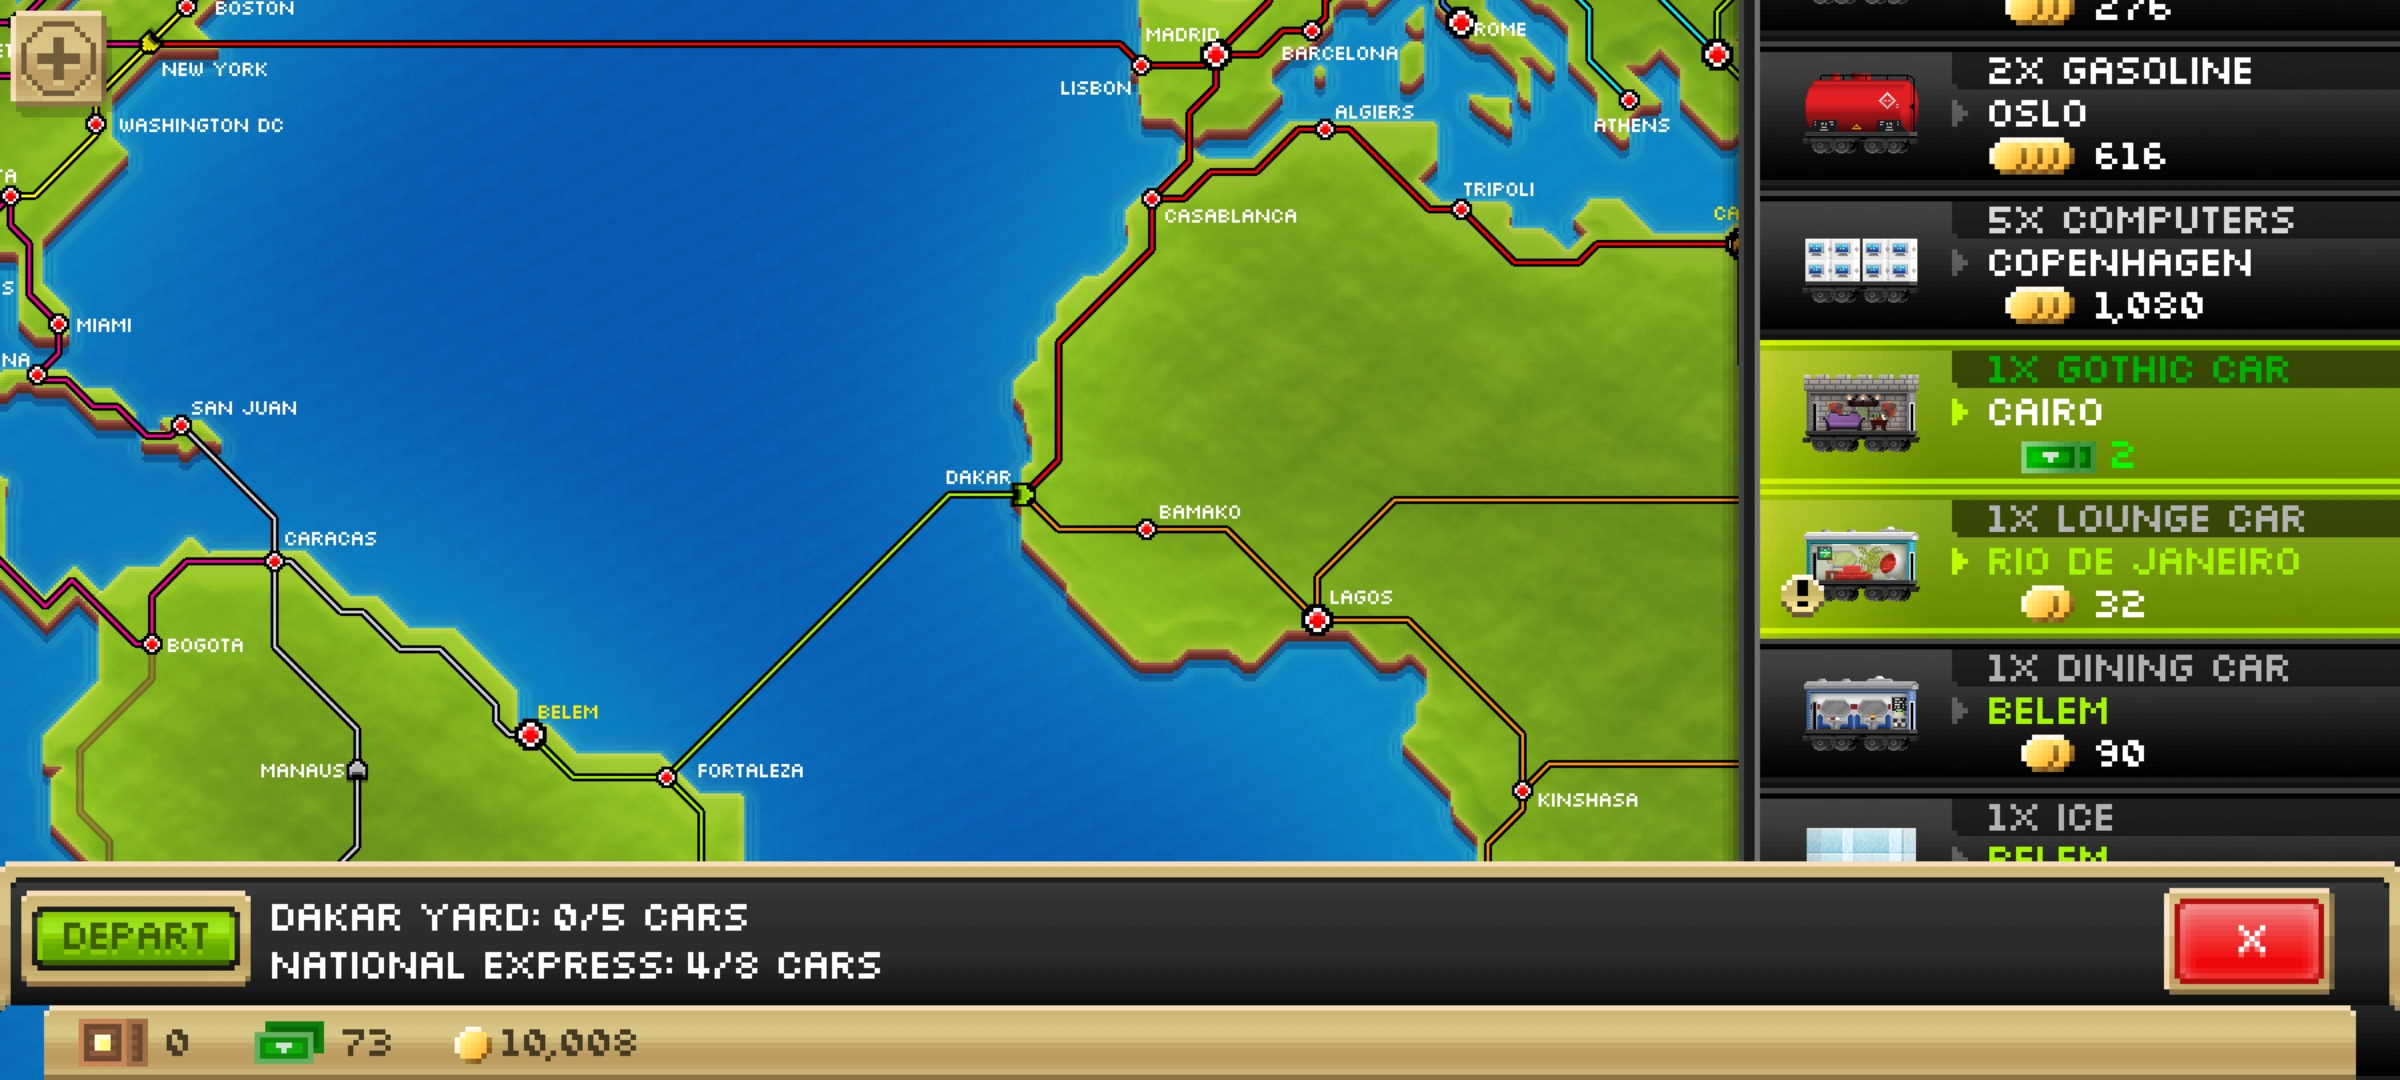 BOSTON
NEW YORK
WASHINGTON DC
MIAMI
SAN JUAN
CARACAS
BOGOTA
MANAUS
BELEM
FORTALEZA
MADRID
LISBON
BARCELONA
ROME
ATHENS
ALGIERS
TRIPOLI
CASABLANCA
DAKAR
BAMAKO
LAGOS
KINSHASA
276
2X GASOLINE
OSLO
616
5X COMPUTERS
COPENHAGEN
1,080
1X GOTHIC CAR
CAIRO
2
1X LOUNGE CAR
RIO DE JANEIRO
32
1X DINING CAR
BELEM
90
1X ICE
BELEM
DEPART
DAKAR YARD: 0/5 CARS
NATIONAL EXPRESS: 4/8 CARS
X
0
73
10,008